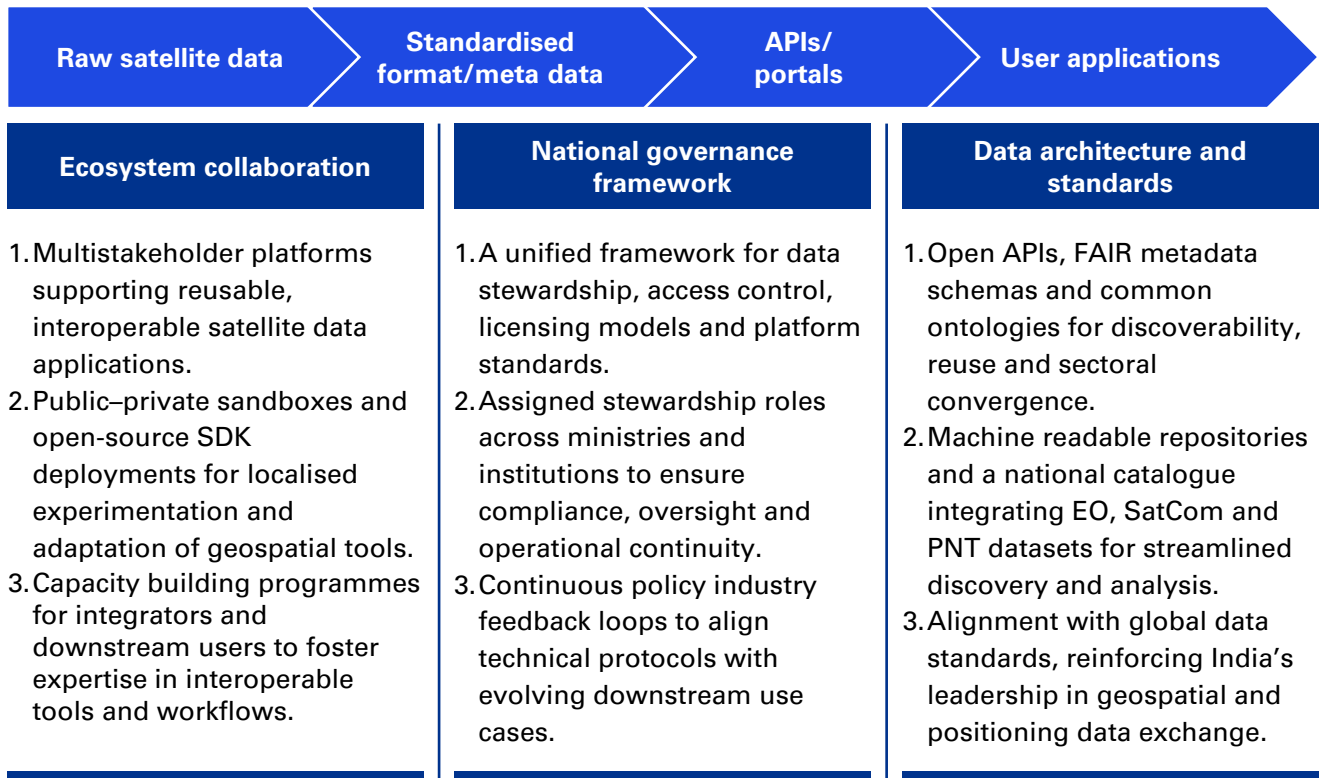 Raw satellite data
Standardised
format/meta data
APIs/
portals
User applications
Ecosystem collaboration
1. Multistakeholder platforms
supporting reusable,
interoperable satellite data
applications.
2. Public–private sandboxes and
open-source SDK
deployments for localised
experimentation and
adaptation of geospatial tools.
3. Capacity building programmes
for integrators and
downstream users to foster
expertise in interoperable
tools and workflows.
National governance
framework
1. A unified framework for data
stewardship, access control,
licensing models and platform
standards.
2. Assigned stewardship roles
across ministries and
institutions to ensure
compliance, oversight and
operational continuity.
3. Continuous policy industry
feedback loops to align
technical protocols with
evolving downstream use
cases.
Data architecture and
standards
1. Open APIs, FAIR metadata
schemas and common
ontologies for discoverability,
reuse and sectoral
convergence.
2. Machine readable repositories
and a national catalogue
integrating EO, SatCom and
PNT datasets for streamlined
discovery and analysis.
3. Alignment with global data
standards, reinforcing India’s
leadership in geospatial and
positioning data exchange.